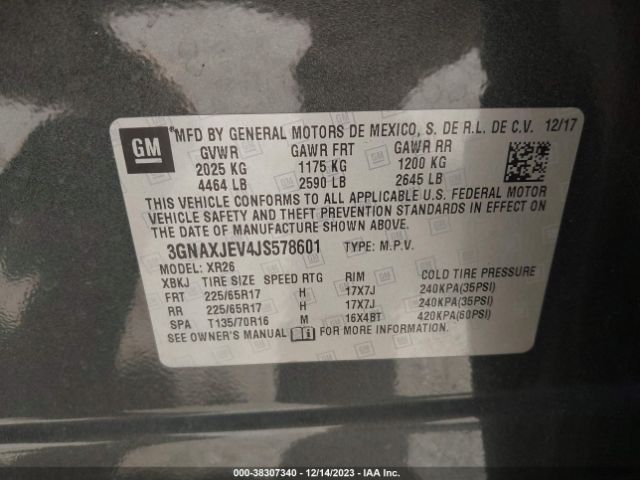 GM *MFD BY GENERAL MOTORS DE MEXICO, S. DE R.L. DE C.V. 12/17
GVWR GAWR FRT GAWR RR
2025 KG 1175 KG 1200 KG
4464 LB 2590 LB 2645 LB
THIS VEHICLE CONFORMS TO ALL APPLICABLE U.S. FEDERAL MOTOR
VEHICLE SAFETY AND THEFT PREVENTION STANDARDS IN EFFECT ON
THE DATE OF MANUFACTURE SHOWN ABOVE.
3GNAXJEV4JS578601 TYPE: M.P.V.
MODEL: XR26
XBKJ TIRE SIZE SPEED RTG RIM COLD TIRE PRESSURE
FRT 225/65R17 H 17X7J 240KPA(35PSI)
RR 225/65R17 H 17X7J 240KPA(35PSI)
SPA T135/70R16 M 16X4BT 420KPA(60PSI)
SEE OWNER'S MANUAL FOR MORE INFORMATION.
000-38307340 - 12/14/2023 - IAA Inc.